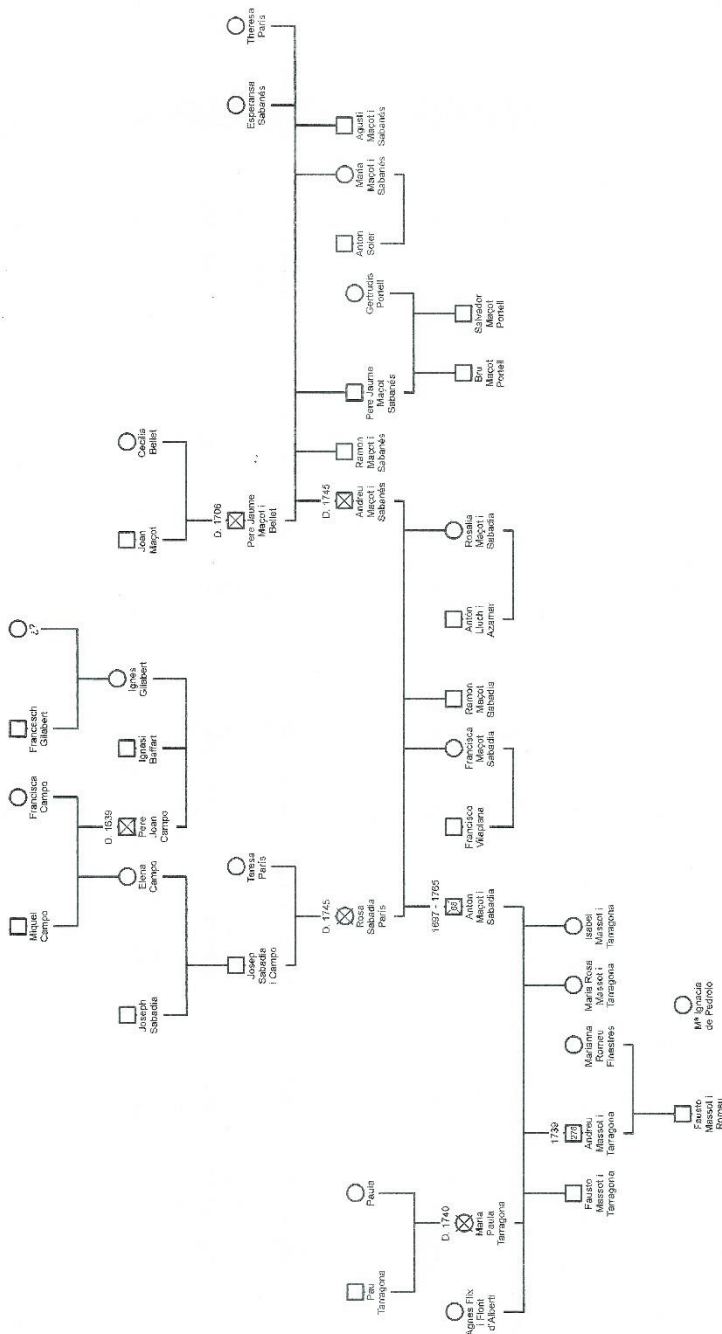 Francesch
Gilabert
¿?
Miquel Campo
Francisca
Campo
D. 1639
Pere
Joan
Campo
Ignasi
Baffart
Ignes
Gilabert
Joseph
Sabadia
Elena
Campo
Joan
Maçot
Cecilia
Bellet
Josep
Sabadia
i Campo
Teresa
París
D. 1706
Pere Jaume
Maçot i
Bellet
Esperansa
Sabanés
Theresa
París
D. 1745
Rosa
Sabadia
París
D. 1745
Andreu
Maçot i
Sabanés
Ramon
Maçot i
Sabanés
Pere Jaume
Maçot
Sabanés
Gertrudis
Portell
Anton
Soler
Maria
Maçot i
Sabanés
Agustí
Maçot i
Sabanés
Pau
Tarragona
Paula
Bru
Maçot
Portell
Salvador
Maçot
Portell
Agnes Flix
i Florit
d'Alberti
D. 1740
Maria
Paula
Tarragona
1697 - 1765
68
Anton
Maçot i
Sabadia
Francisco
Vilaplana
Francisca
Maçot
Sabadia
Ramon
Maçot
Sabadia
Antón
Lluch i
Azamar
Rosalia
Maçot i
Sabadia
Fausto
Massot i
Tarragona
1739
276
Andreu
Massot i
Tarragona
Marianna
Romeu
Finestres
Maria Rosa
Massot i
Tarragona
Isabel
Massot i
Tarragona
Fausto
Massot i
Romeu
Mª Ignacia
de Pedrolo